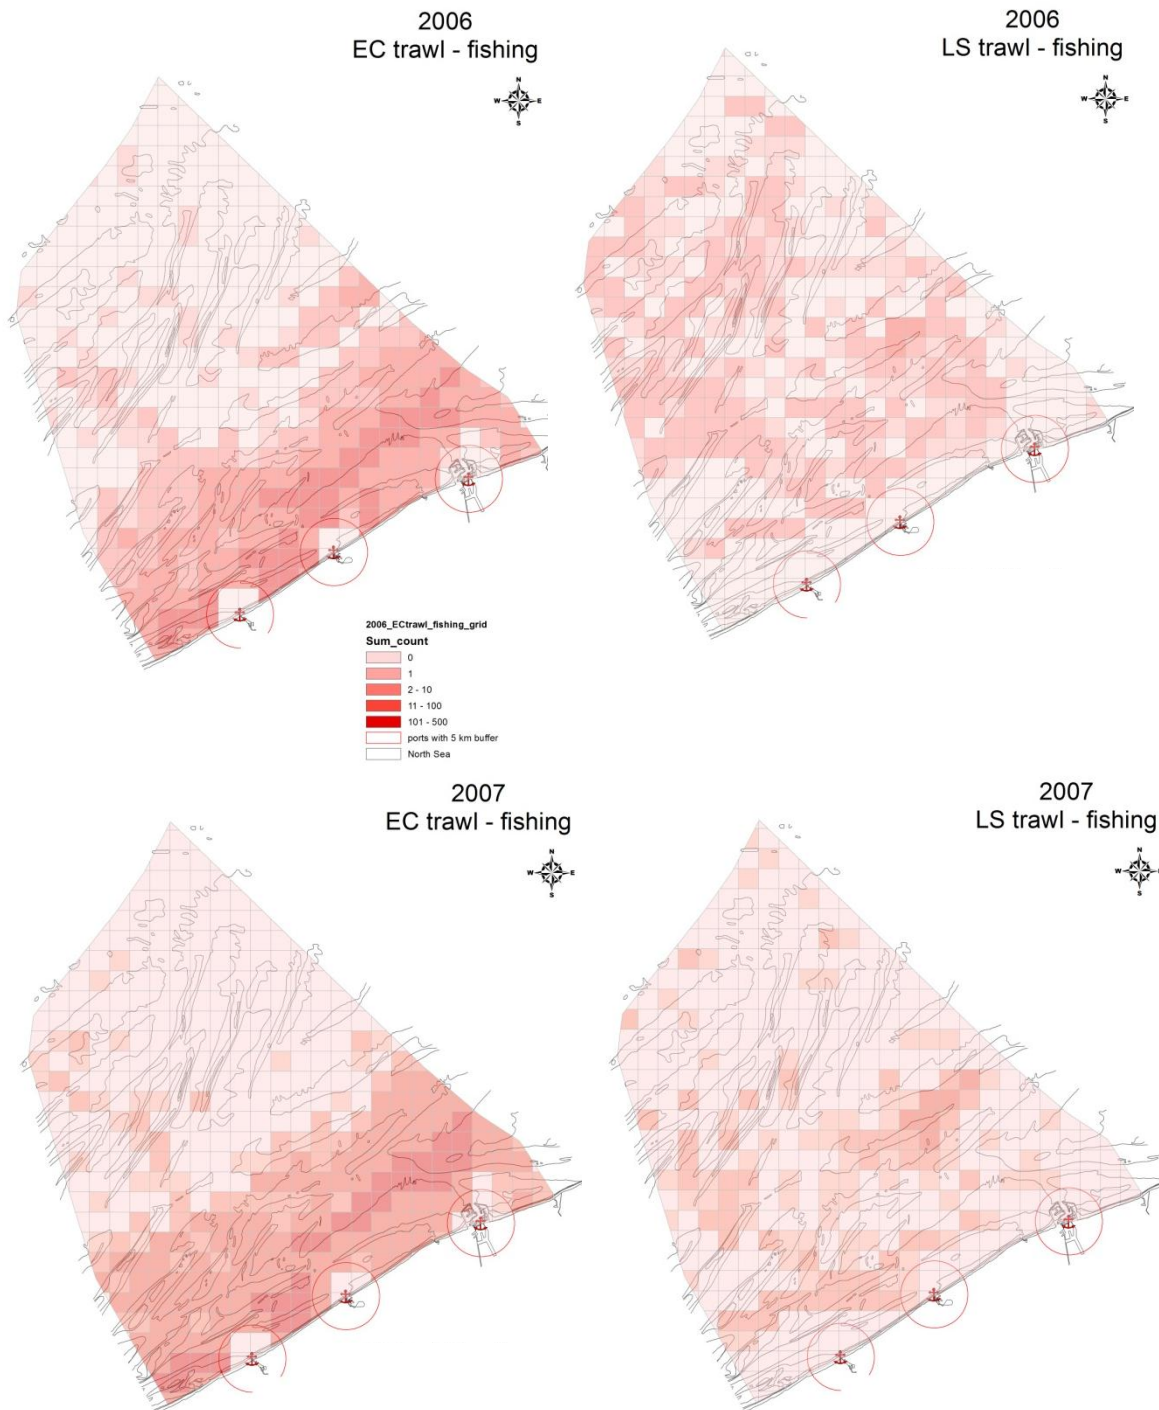 2006
EC trawl - fishing
N
W E
S
2006
LS trawl - fishing
N
W E
S
2006_ECtrawl_fishing_grid
Sum_count
0
1
2 - 10
11 - 100
101 - 500
ports with 5 km buffer
North Sea
2007
EC trawl - fishing
N
W E
S
2007
LS trawl - fishing
N
W
S